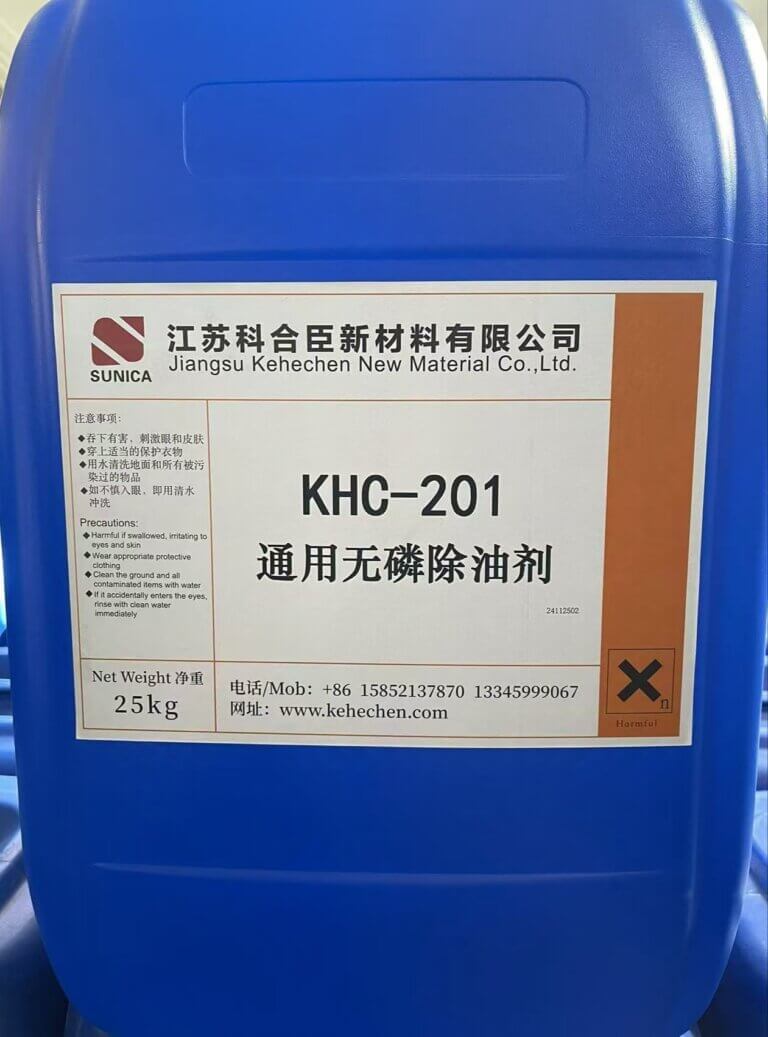 SUNICA
江苏科合臣新材料有限公司
Jiangsu Kehechen New Material Co.,Ltd.
注意事项:
◆吞下有害,刺激眼和皮肤
◆穿上适当的保护衣物
◆用水清洗地面和所有被污
染过的物品
◆如不慎入眼,即用清水
冲洗
Precautions:
◆Harmful if swallowed, irritating to
eyes and skin
◆Wear appropriate protective
clothing
◆Clean the ground and all
contaminated items with water
◆If it accidentally enters the eyes,
rinse with clean water
immediately
KHC-201
通用无磷除油剂
24112502
Net Weight 净重
25kg
电话/Mob: +86 15852137870 13345999067
网址: www.kehechen.com
n
Harmful